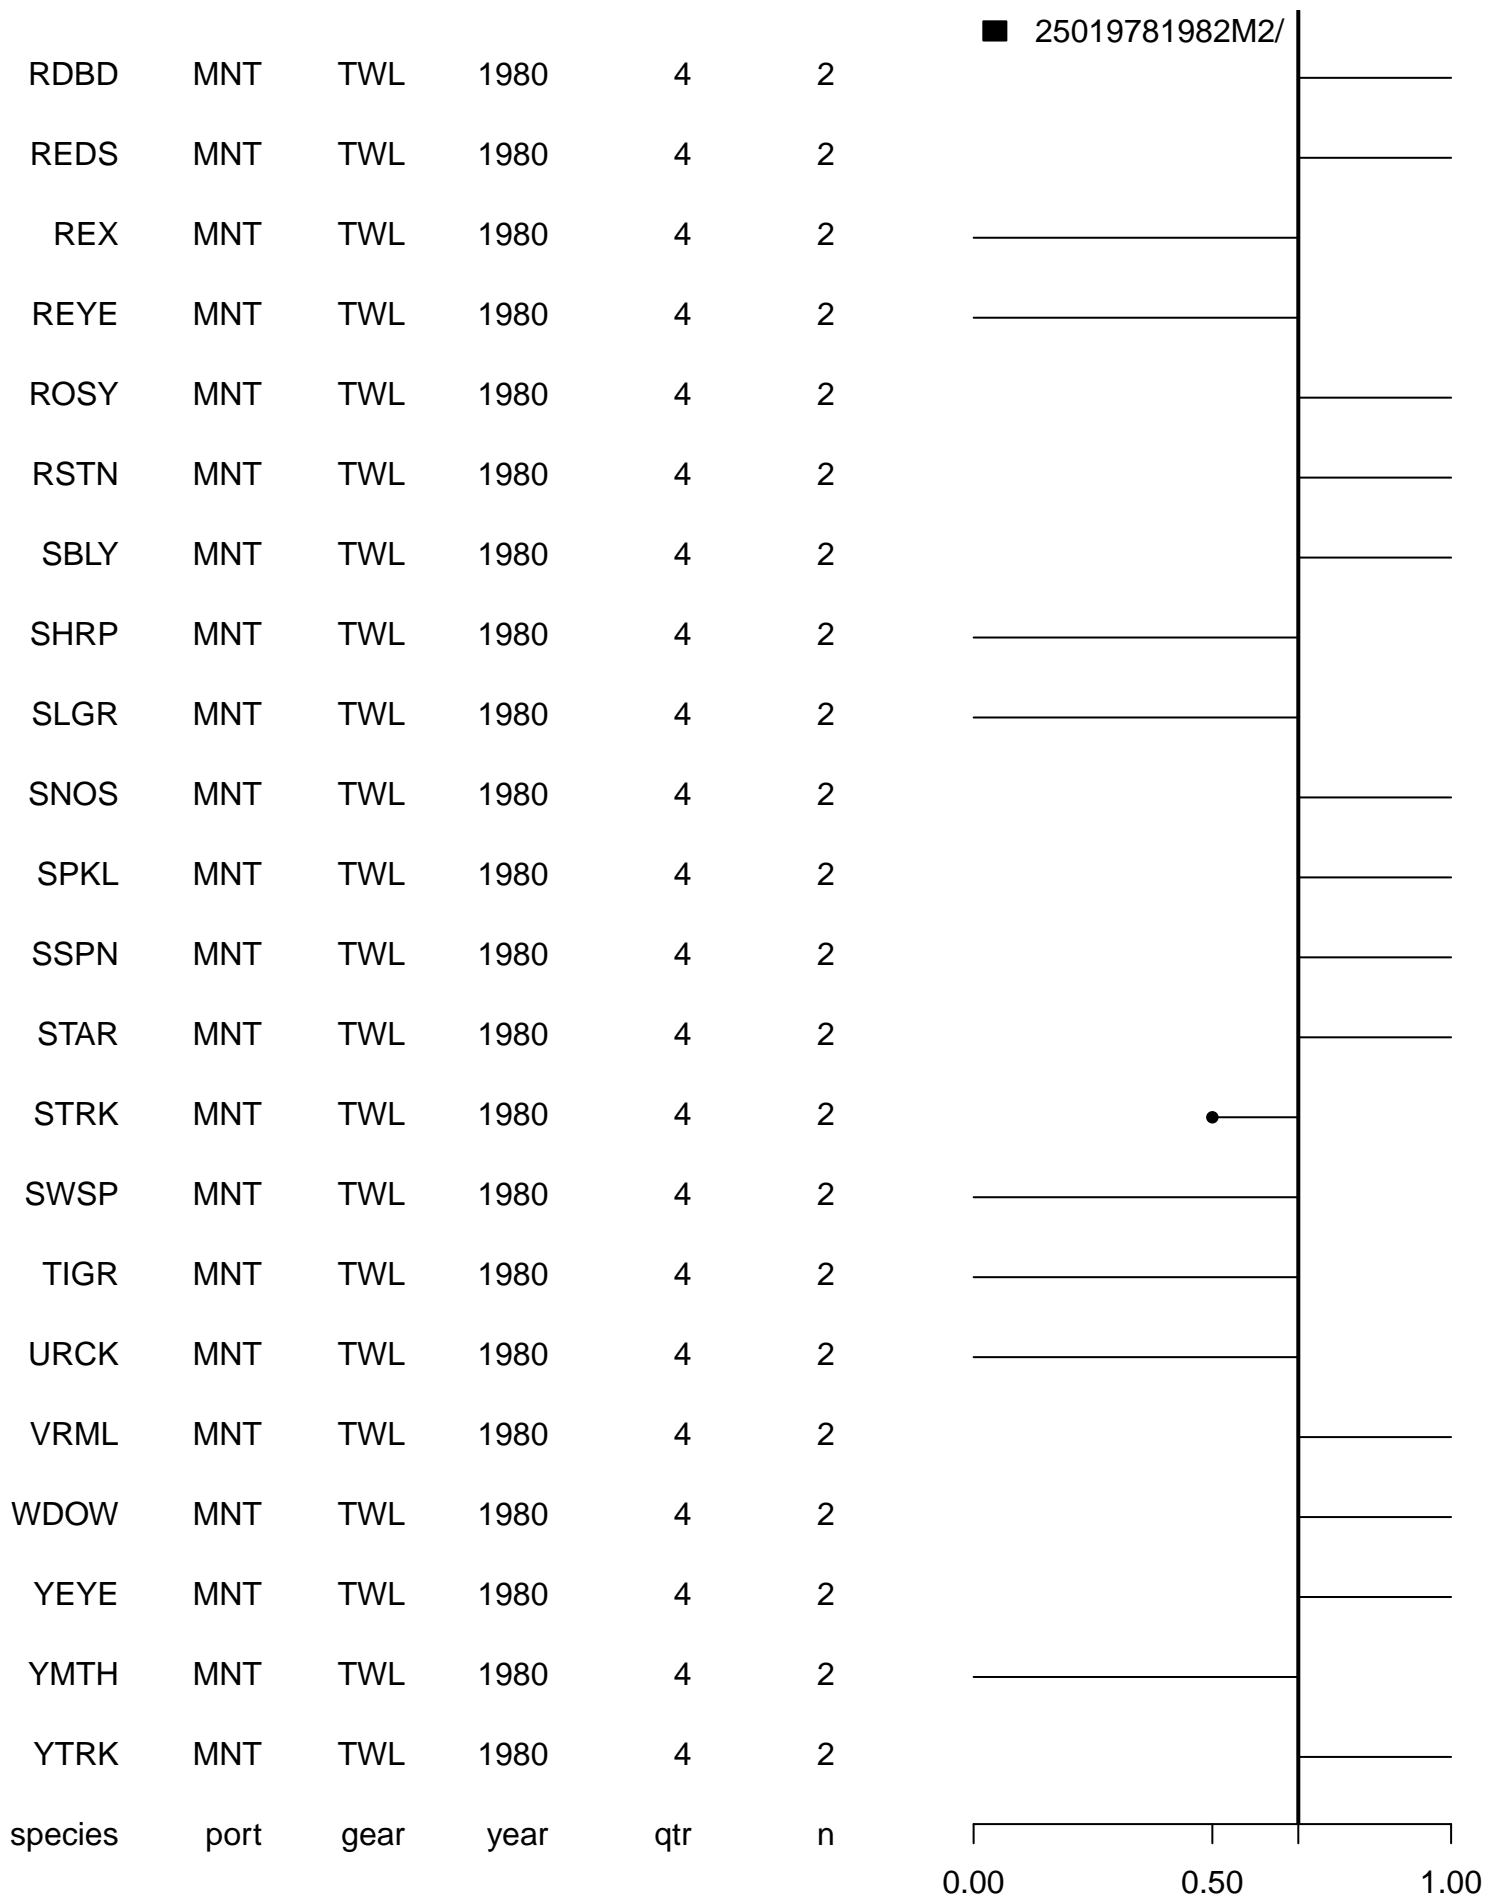 25019781982M2/
RDBD MNT TWL 1980 4 2
REDS MNT TWL 1980 4 2
REX MNT TWL 1980 4 2
REYE MNT TWL 1980 4 2
ROSY MNT TWL 1980 4 2
RSTN MNT TWL 1980 4 2
SBLY MNT TWL 1980 4 2
SHRP MNT TWL 1980 4 2
SLGR MNT TWL 1980 4 2
SNOS MNT TWL 1980 4 2
SPKL MNT TWL 1980 4 2
SSPN MNT TWL 1980 4 2
STAR MNT TWL 1980 4 2
STRK MNT TWL 1980 4 2
SWSP MNT TWL 1980 4 2
TIGR MNT TWL 1980 4 2
URCK MNT TWL 1980 4 2
VRML MNT TWL 1980 4 2
WDOW MNT TWL 1980 4 2
YEYE MNT TWL 1980 4 2
YMTH MNT TWL 1980 4 2
YTRK MNT TWL 1980 4 2
species port gear year qtr n
0.00 0.50 1.00